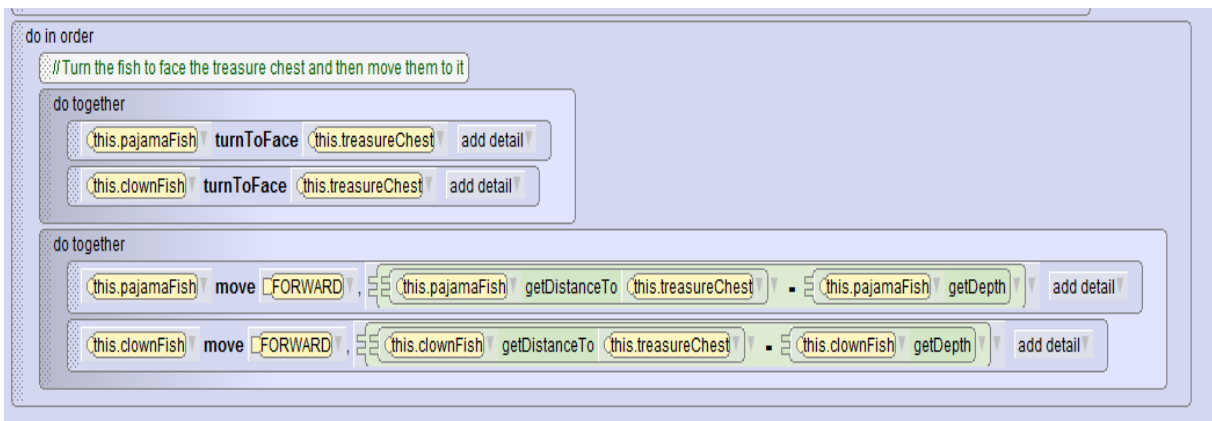 do in order
//Turn the fish to face the treasure chest and then move them to it
do together
this.pajamaFish turnToFace this.treasureChest add detail
this.clownFish turnToFace this.treasureChest add detail
do together
this.pajamaFish move FORWARD , this.pajamaFish getDistanceTo this.treasureChest - this.pajamaFish getDepth add detail
this.clownFish move FORWARD , this.clownFish getDistanceTo this.treasureChest - this.clownFish getDepth add detail